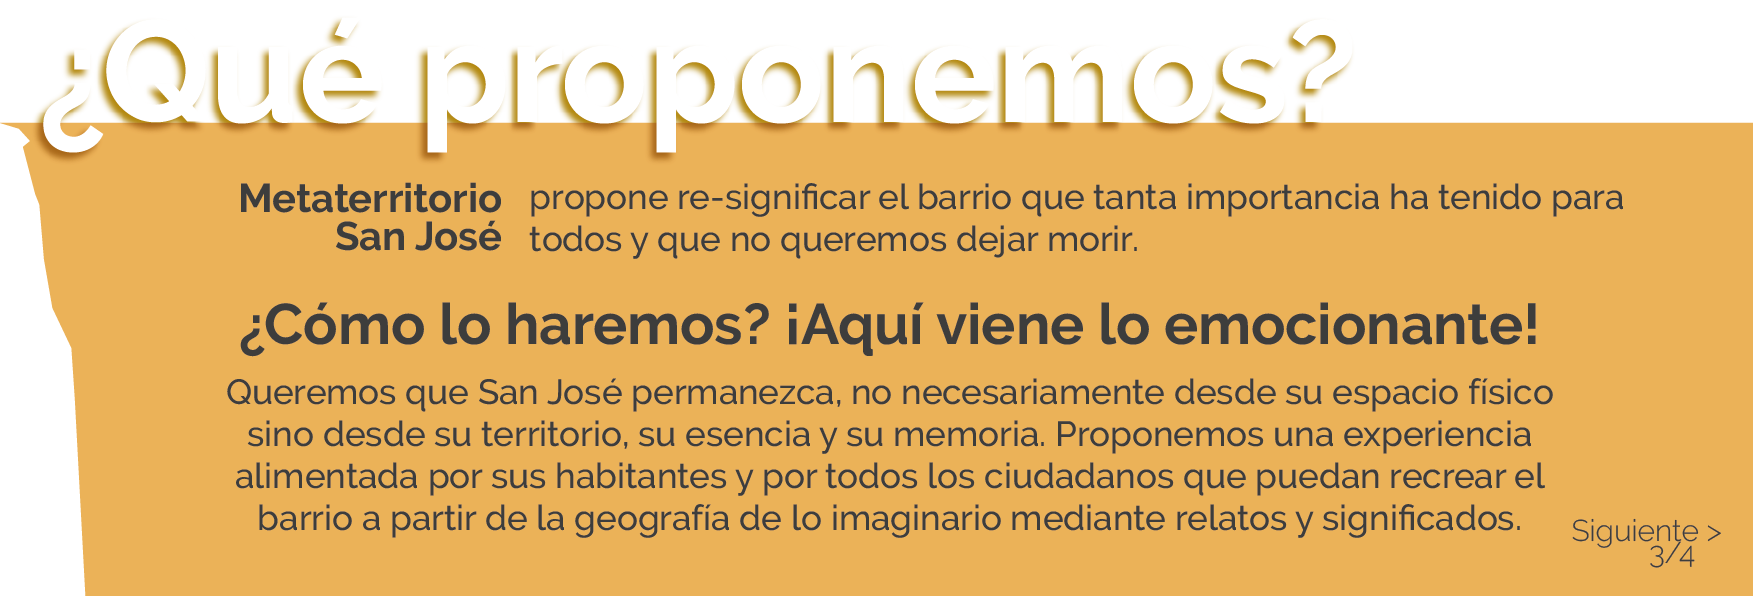 ¿Qué proponemos?
Metaterritorio
San José
propone re-significar el barrio que tanta importancia ha tenido para
todos y que no queremos dejar morir.
¿Cómo lo haremos? ¡Aquí viene lo emocionante!
Queremos que San José permanezca, no necesariamente desde su espacio físico
sino desde su territorio, su esencia y su memoria. Proponemos una experiencia
alimentada por sus habitantes y por todos los ciudadanos que puedan recrear el
barrio a partir de la geografía de lo imaginario mediante relatos y significados.
Siguiente >
3/4